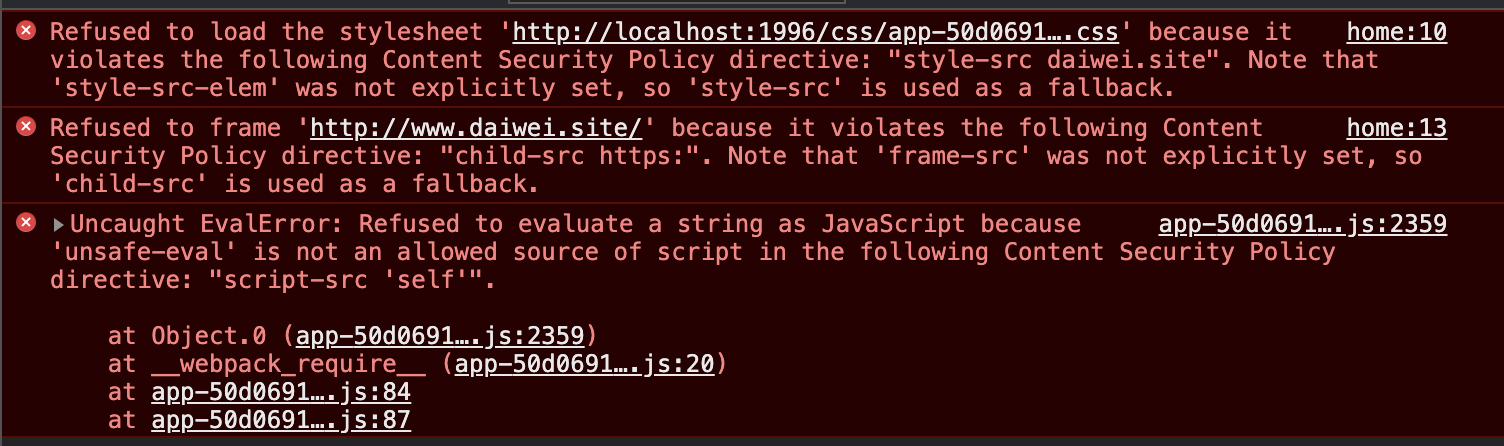 Refused to load the stylesheet 'http://localhost:1996/css/app-50d0691….css' because it home:10
violates the following Content Security Policy directive: "style-src daiwei.site". Note that
'style-src-elem' was not explicitly set, so 'style-src' is used as a fallback.
Refused to frame 'http://www.daiwei.site/' because it violates the following Content home:13
Security Policy directive: "child-src https:". Note that 'frame-src' was not explicitly set, so
'child-src' is used as a fallback.
Uncaught EvalError: Refused to evaluate a string as JavaScript because app-50d0691….js:2359
'unsafe-eval' is not an allowed source of script in the following Content Security Policy
directive: "script-src 'self'".
at Object.0 (app-50d0691….js:2359)
at __webpack_require__ (app-50d0691….js:20)
at app-50d0691….js:84
at app-50d0691….js:87